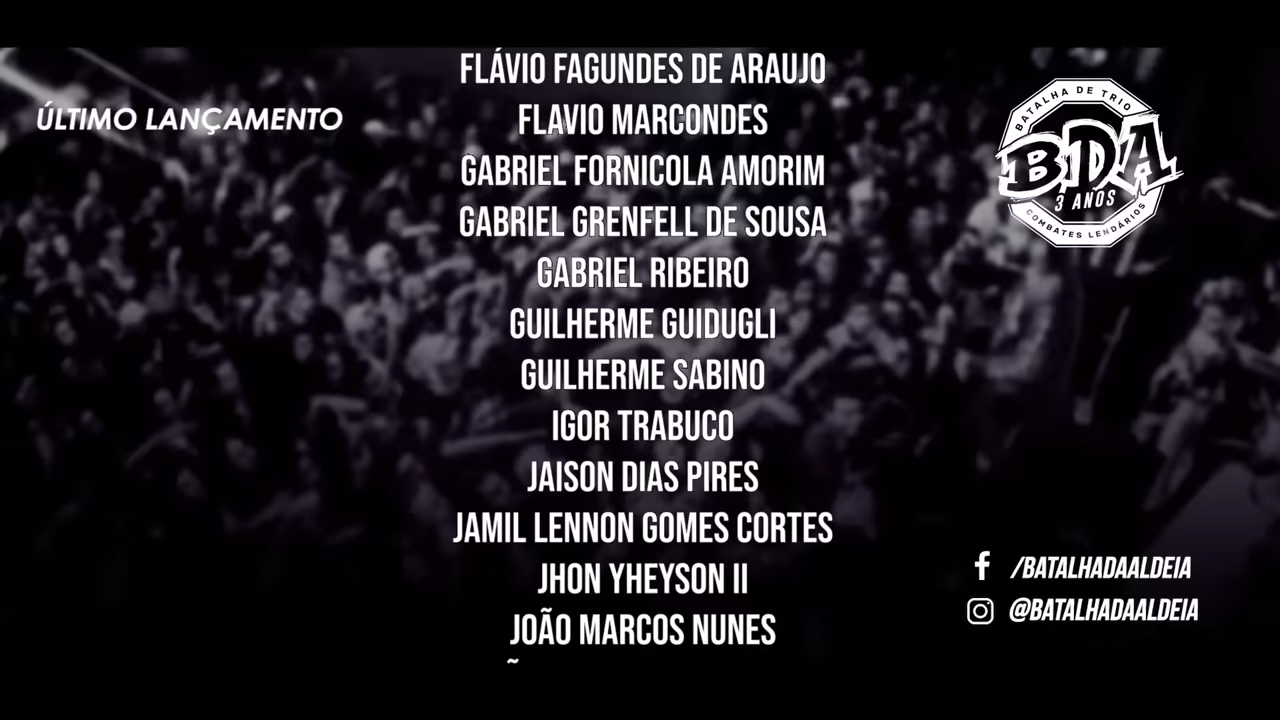 ÚLTIMO LANÇAMENTO
FLÁVIO FAGUNDES DE ARAUJO
FLAVIO MARCONDES
GABRIEL FORNICOLA AMORIM
GABRIEL GRENFELL DE SOUSA
GABRIEL RIBEIRO
GUILHERME GUIDUGLI
GUILHERME SABINO
IGOR TRABUCO
JAISON DIAS PIRES
JAMIL LENNON GOMES CORTES
JHON YHEYSON II
JOÃO MARCOS NUNES
BATALHA DE TRIO
BDA
3 ANOS
COMBATES LENDÁRIOS
/BATALHADAALDEIA
@BATALHADAALDEIA